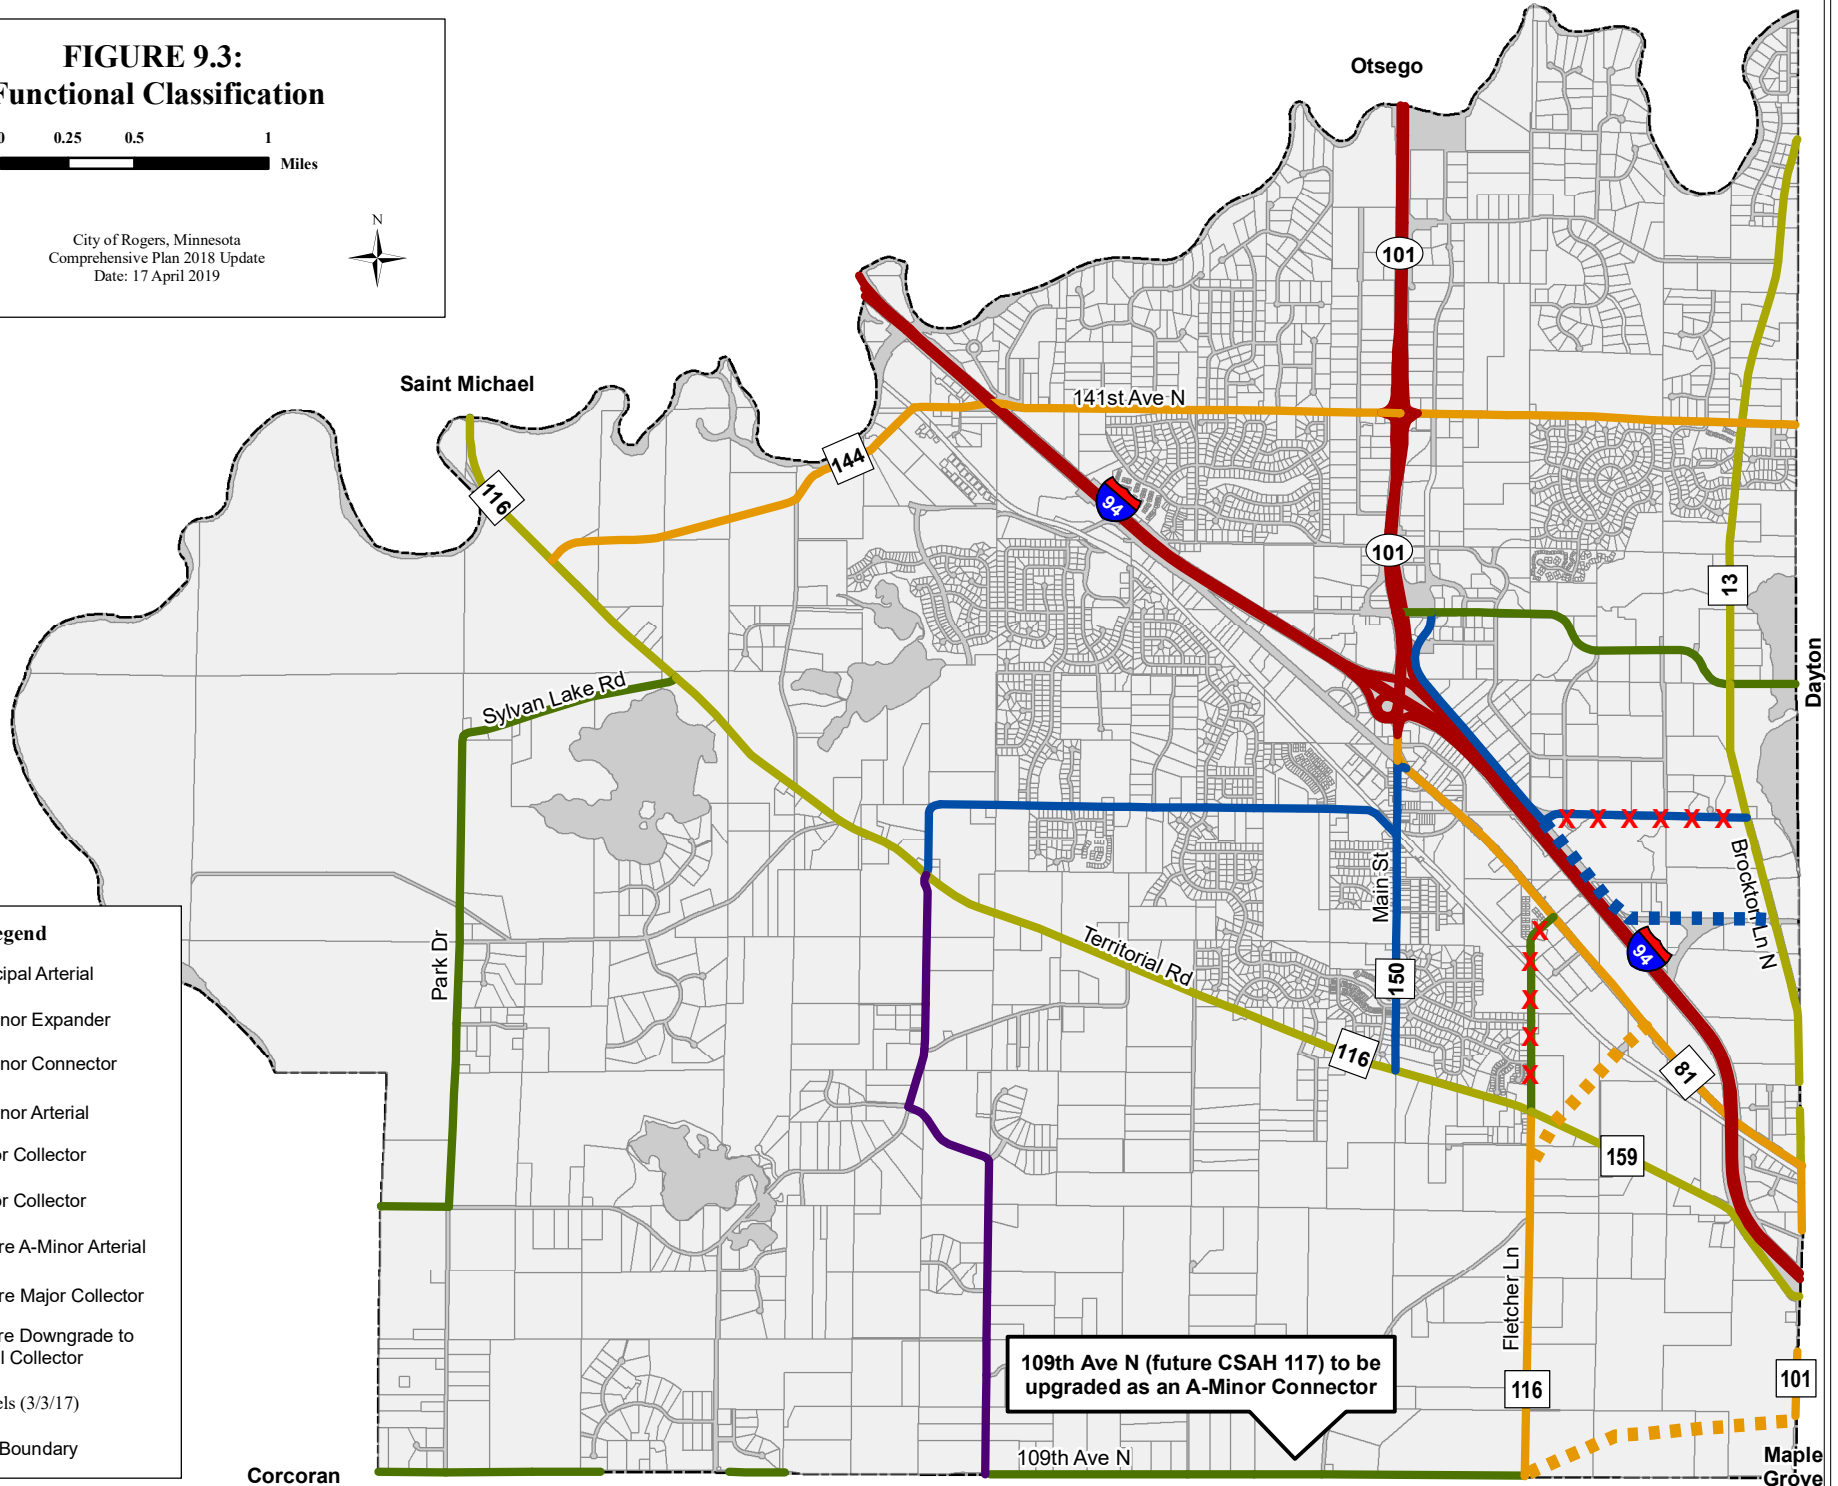 FIGURE 9.3:
Functional Classification
0 0.25 0.5 1
Miles
City of Rogers, Minnesota
Comprehensive Plan 2018 Update
Date: 17 April 2019
N
Otsego
101
Saint Michael
141st Ave N
144
116
94
101
13
Dayton
Sylvan Lake Rd
Brockton Ln N
Main St
Park Dr
Territorial Rd
150
94
116
81
159
Fletcher Ln
109th Ave N (future CSAH 117) to be
upgraded as an A-Minor Connector
116
101
109th Ave N
Corcoran
Maple
Grove
egend
cipal Arterial
nor Expander
nor Connector
nor Arterial
or Collector
or Collector
re A-Minor Arterial
re Major Collector
re Downgrade to
l Collector
els (3/3/17)
Boundary
X X X X X X
X
X
X
X
X